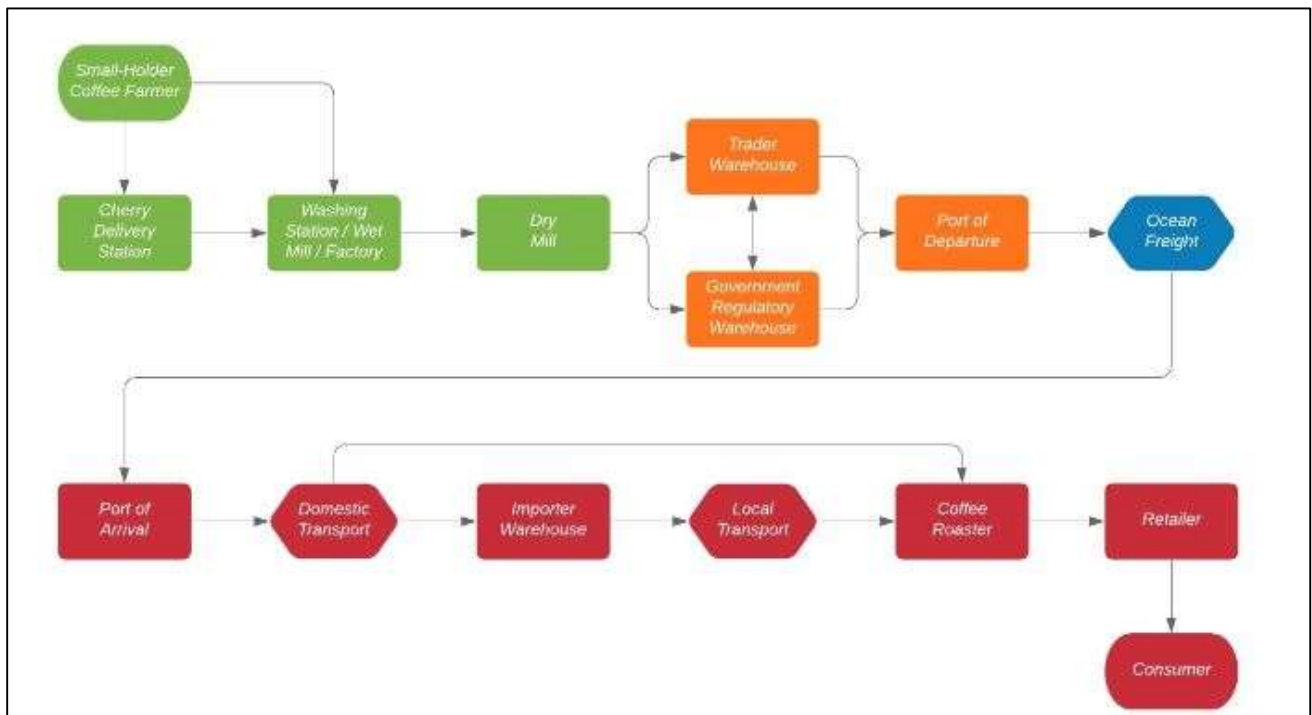 Small-Holder
Coffee Farmer
Cherry
Delivery
Station
Washing
Station / Wet
Mill / Factory
Dry
Mill
Trader
Warehouse
Government
Regulatory
Warehouse
Port of
Departure
Ocean
Freight
Port of
Arrival
Domestic
Transport
Importer
Warehouse
Local
Transport
Coffee
Roaster
Retailer
Consumer